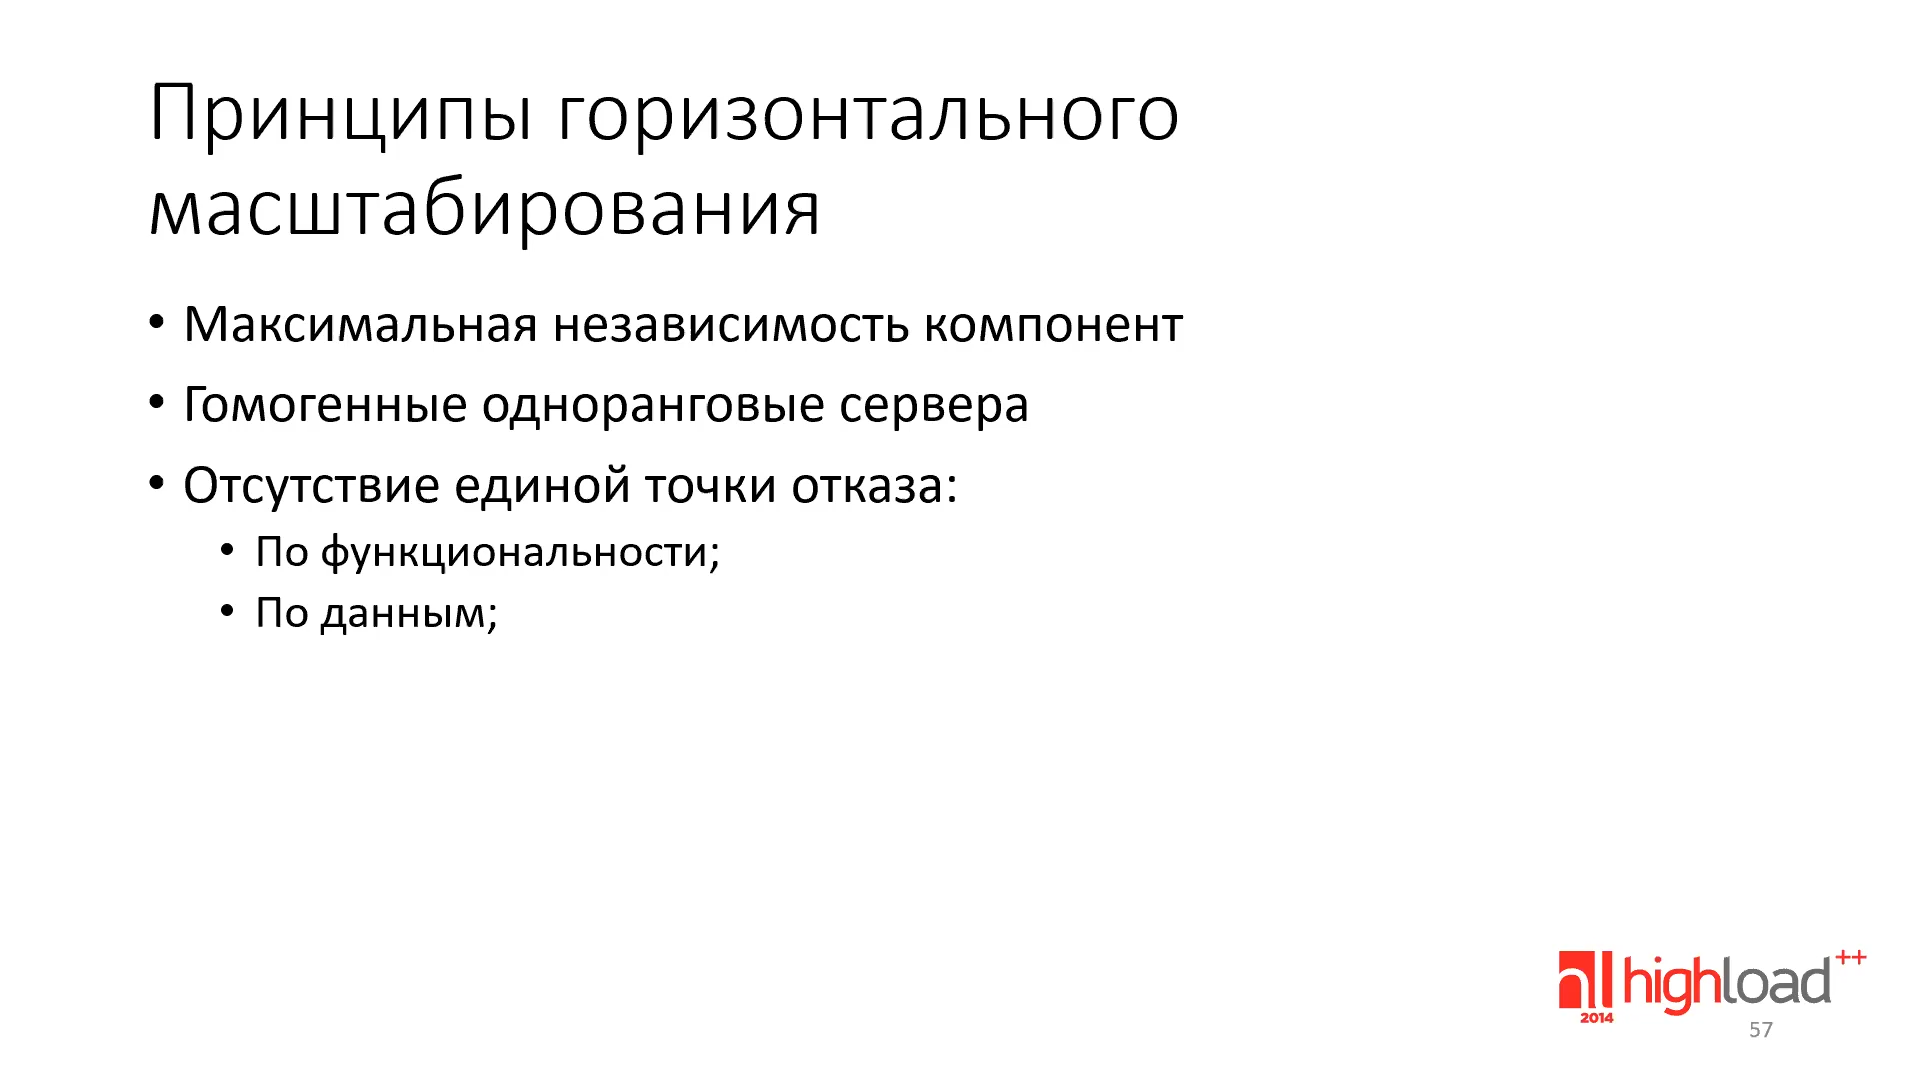 Принципы горизонтального
масштабирования
• Максимальная независимость компонент
• Гомогенные одноранговые сервера
• Отсутствие единой точки отказа:
• По функциональности;
• По данным;
highload++
2014
57